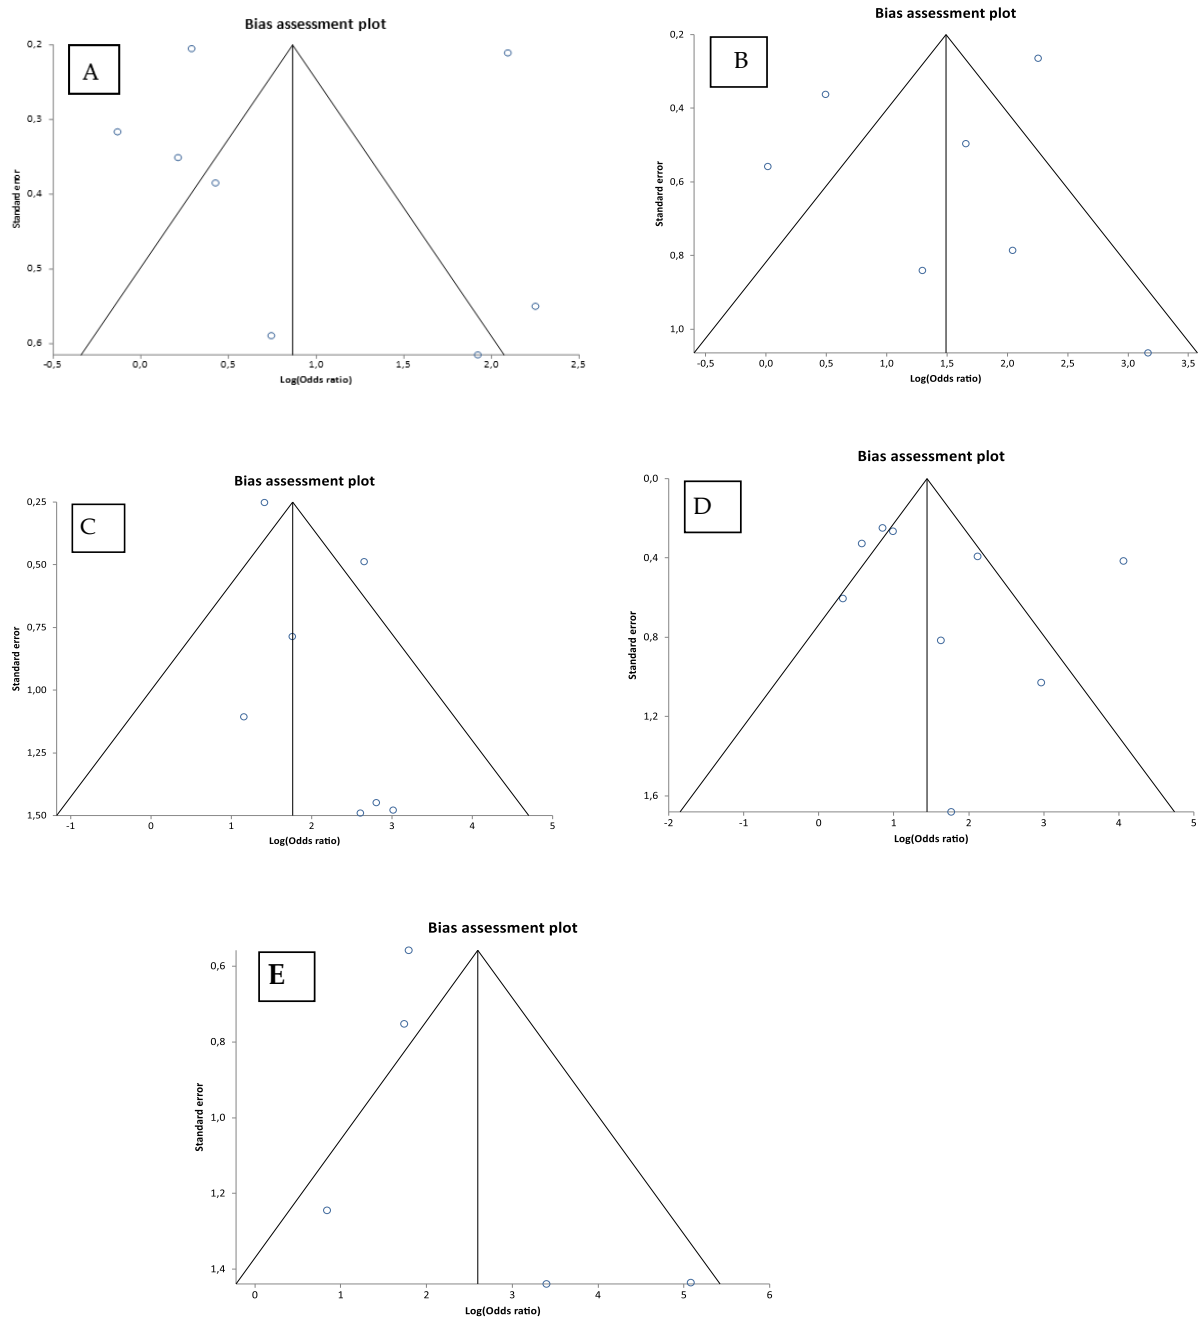 Bias assessment plot
A
0,2
0,3
0,4
0,5
0,6
Standard error
-0,5 0,0 0,5 1,0 1,5 2,0 2,5
Log(Odds ratio)
Bias assessment plot
B
0,2
0,4
0,6
0,8
1,0
Standard error
-0,5 0,0 0,5 1,0 1,5 2,0 2,5 3,0 3,5
Log(Odds ratio)
Bias assessment plot
C
0,25
0,50
0,75
1,00
1,25
1,50
Standard error
-1 0 1 2 3 4 5
Log(Odds ratio)
Bias assessment plot
D
0,0
0,4
0,8
1,2
1,6
Standard error
-2 -1 0 1 2 3 4 5
Log(Odds ratio)
Bias assessment plot
E
0,6
0,8
1,0
1,2
1,4
Standard error
0 1 2 3 4 5 6
Log(Odds ratio)